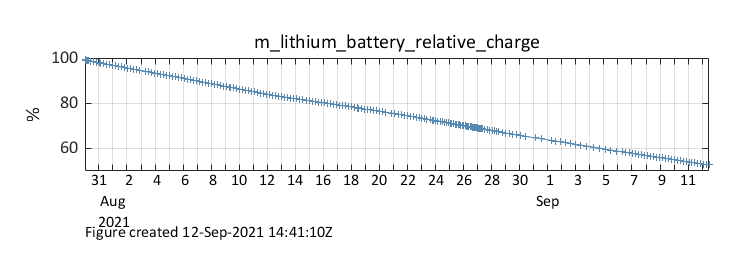 m_lithium_battery_relative_charge
100
80
60
%
31 2 4 6 8 10 12 14 16 18 20 22 24 26 28 30 1 3 5 7 9 11
Aug Sep
2021
Figure created 12-Sep-2021 14:41:10Z